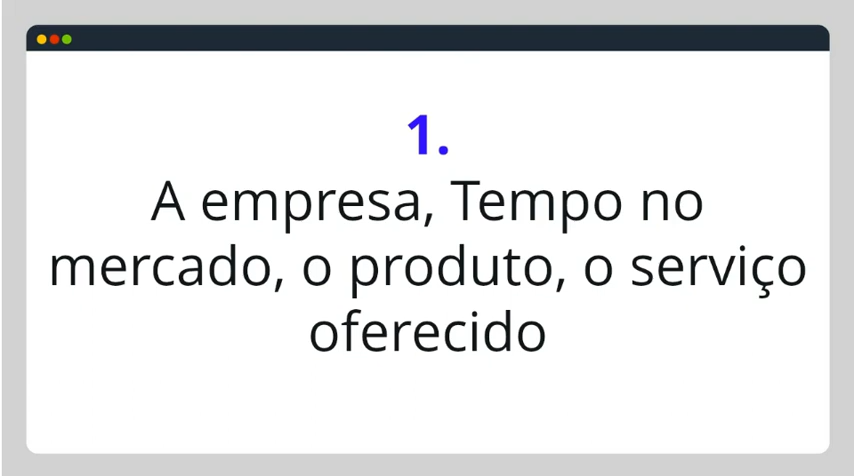 1.
A empresa, Tempo no
mercado, o produto, o serviço
oferecido